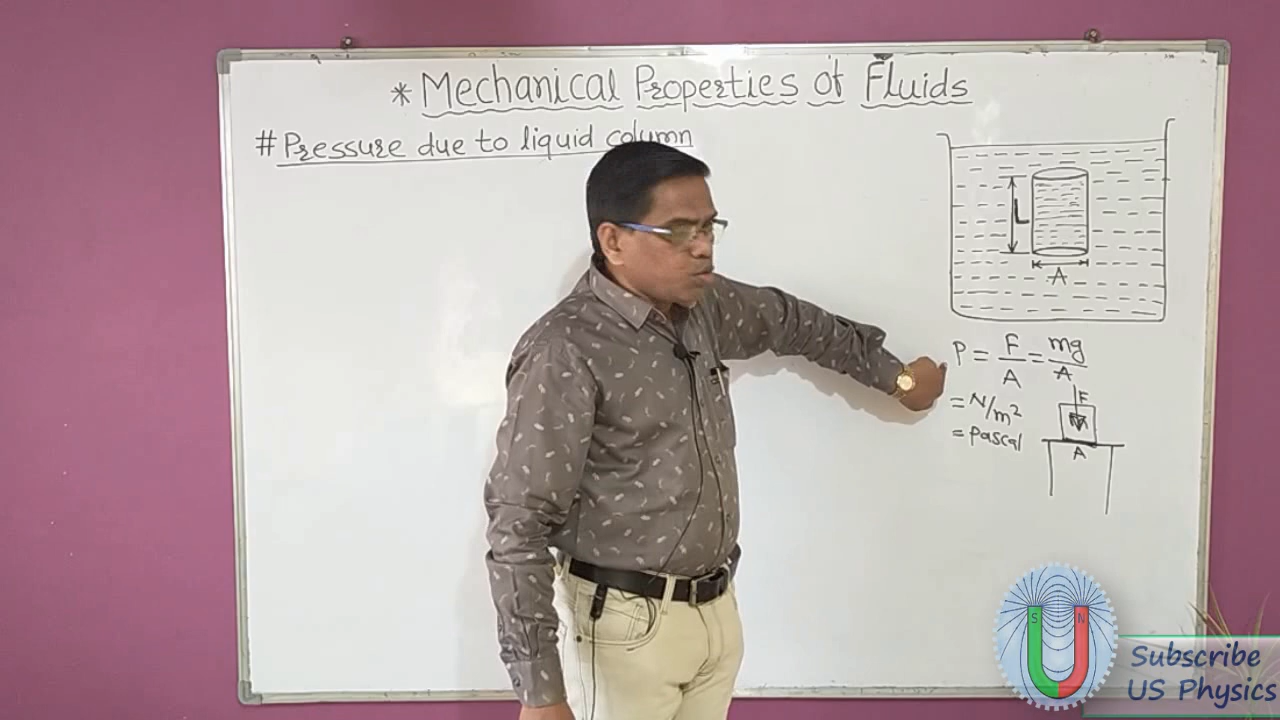 * Mechanical Properties of Fluids
# Pressure due to liquid column
L
A
P = F/A = mg/A
= N/m²
= Pascal
F
A
S N
Subscribe
US Physics